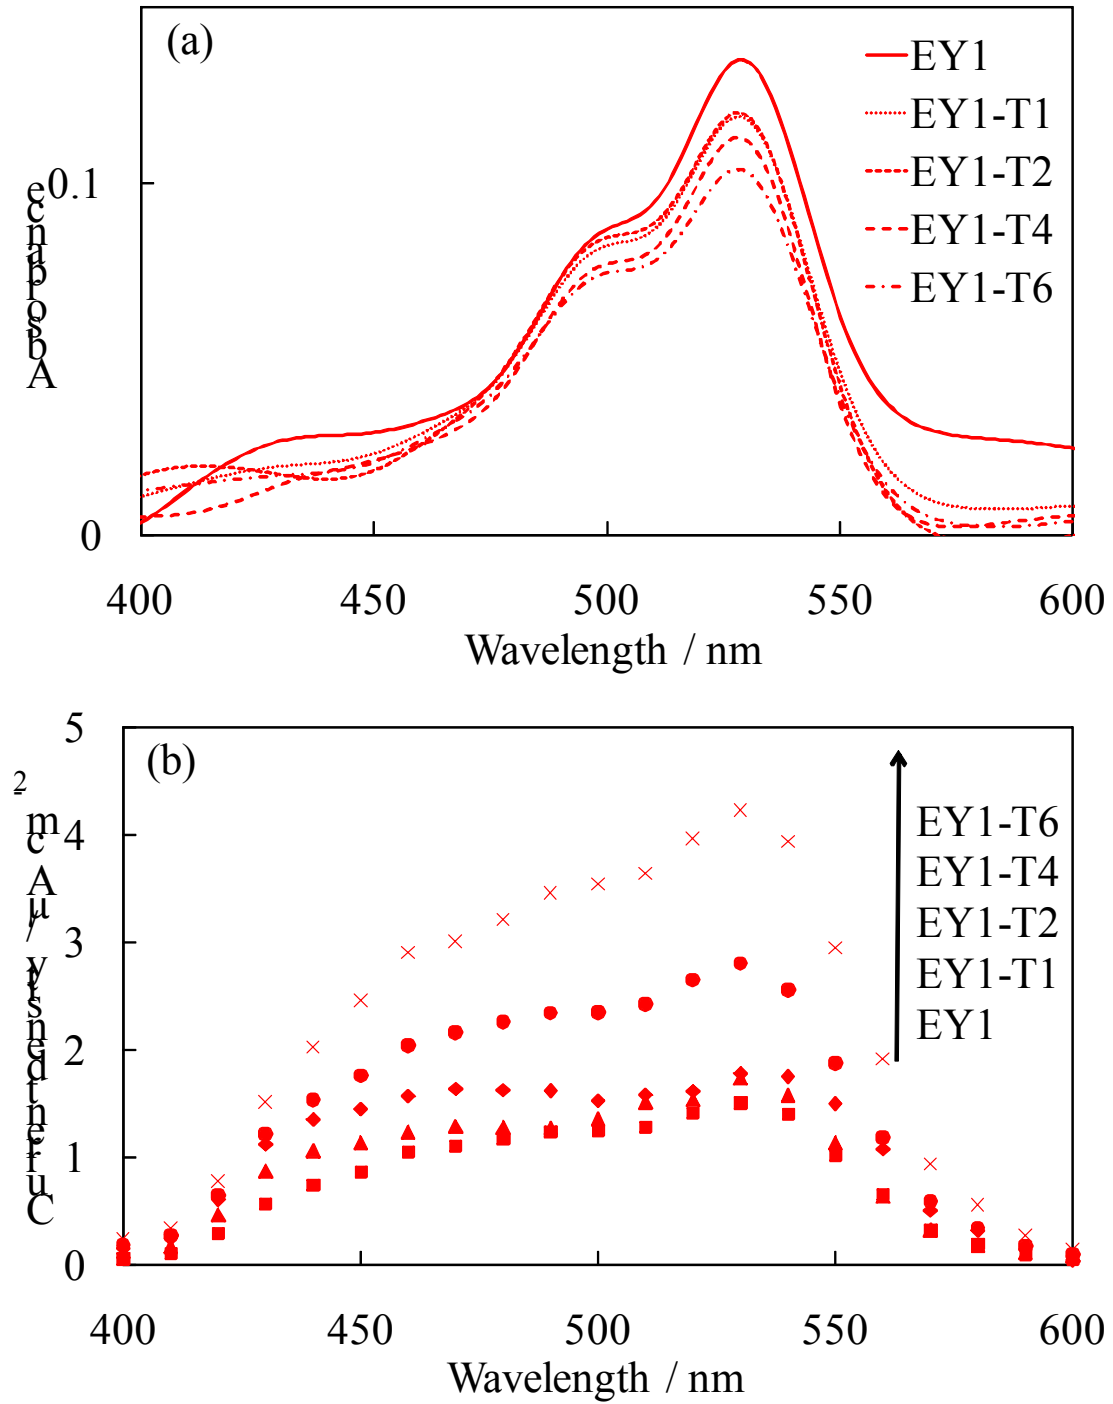 (a)
EY1
EY1-T1
EY1-T2
EY1-T4
EY1-T6
Absorbance
0.1
0
400
450
500
550
600
Wavelength / nm
(b)
EY1-T6
EY1-T4
EY1-T2
EY1-T1
EY1
Current density / μA cm-2
5
4
3
2
1
0
400
450
500
550
600
Wavelength / nm